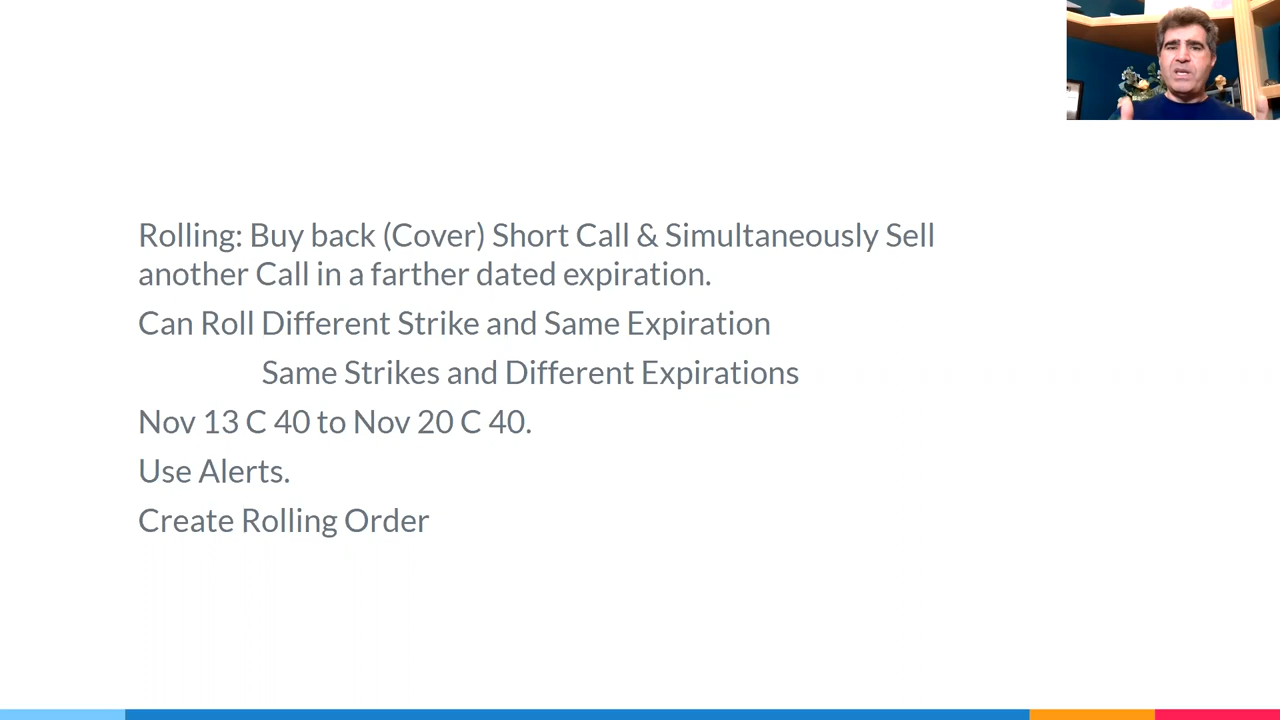 Rolling: Buy back (Cover) Short Call & Simultaneously Sell
another Call in a farther dated expiration.
Can Roll Different Strike and Same Expiration
Same Strikes and Different Expirations
Nov 13 C 40 to Nov 20 C 40.
Use Alerts.
Create Rolling Order